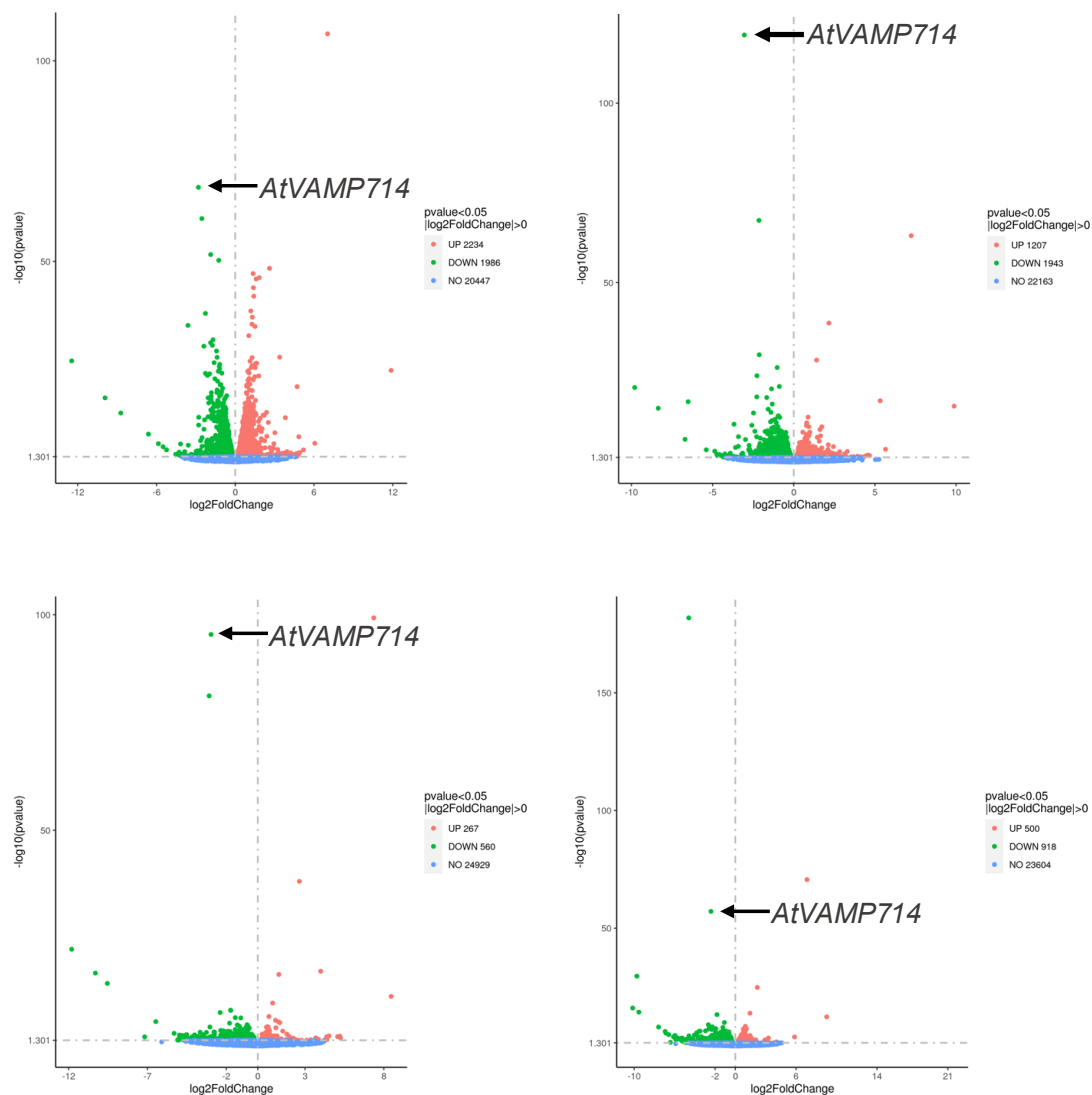 AtVAMP714
100
50
1.301
-log10(pvalue)
-12
-6
0
6
12
log2FoldChange
pvalue<0.05
|log2FoldChange|>0
UP 2234
DOWN 1986
NO 20447
AtVAMP714
100
50
1.301
-log10(pvalue)
-10
-5
0
5
10
log2FoldChange
pvalue<0.05
|log2FoldChange|>0
UP 1207
DOWN 1943
NO 22163
AtVAMP714
100
50
1.301
-log10(pvalue)
-12
-7
-2
3
8
log2FoldChange
pvalue<0.05
|log2FoldChange|>0
UP 267
DOWN 560
NO 24929
AtVAMP714
150
100
50
1.301
-log10(pvalue)
-10
-2
0
6
14
21
log2FoldChange
pvalue<0.05
|log2FoldChange|>0
UP 500
DOWN 918
NO 23604